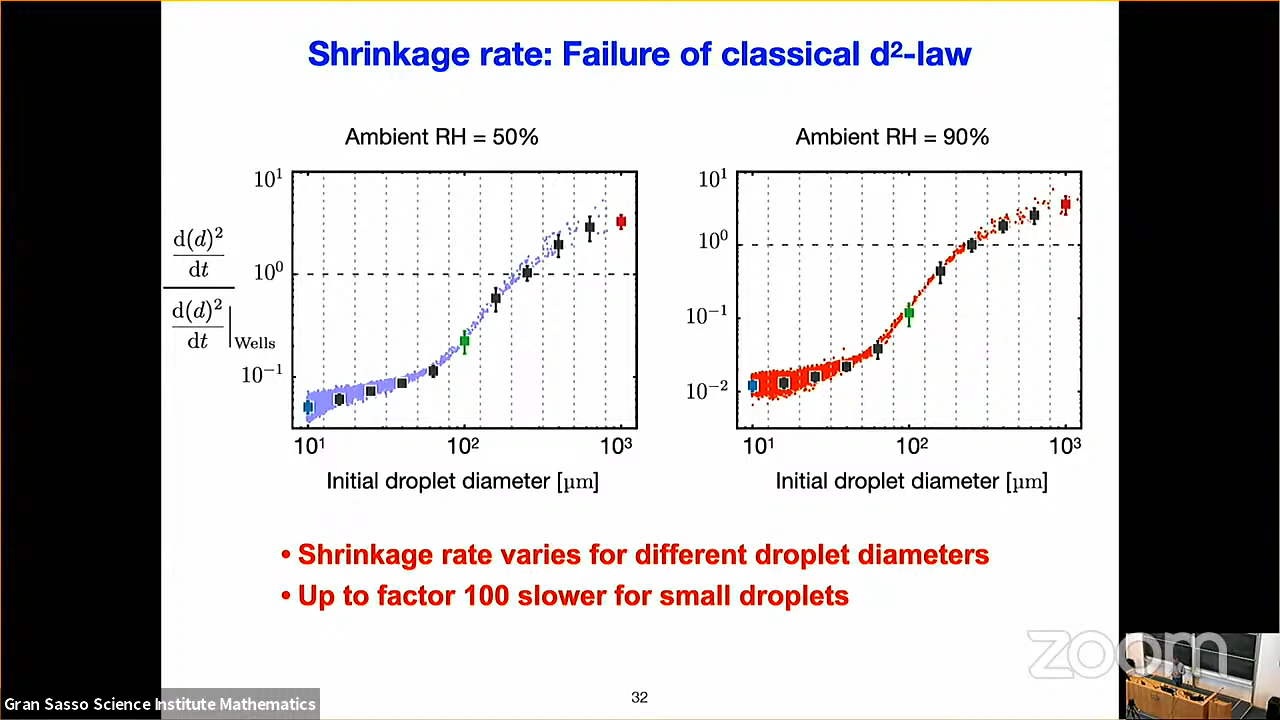 Shrinkage rate: Failure of classical d²-law
Ambient RH = 50%
Ambient RH = 90%
d(d)²
dt
d(d)²
dt
Wells
10¹
10⁰
10⁻¹
10¹
10²
10³
Initial droplet diameter [µm]
10¹
10⁰
10⁻¹
10⁻²
10¹
10²
10³
Initial droplet diameter [µm]
• Shrinkage rate varies for different droplet diameters
• Up to factor 100 slower for small droplets
zoom
Gran Sasso Science Institute Mathematics
32